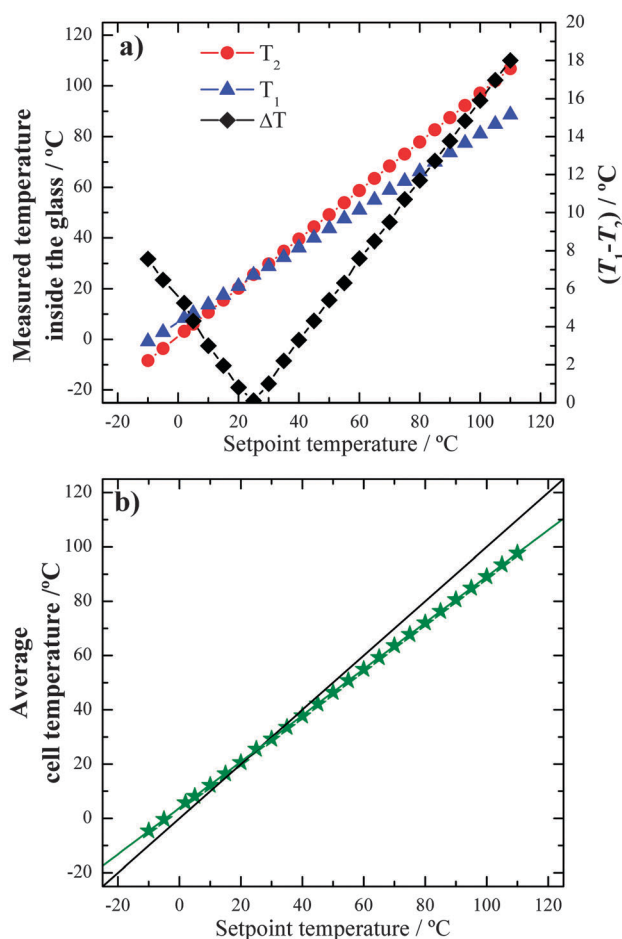 a)
T2
T1
ΔT
120
100
80
60
40
20
0
-20
Measured temperature
inside the glass / ºC
20
18
16
14
12
10
8
6
4
2
0
(T1-T2) / ºC
-20 0 20 40 60 80 100 120
Setpoint temperature / ºC
b)
120
100
80
60
40
20
0
-20
Average
cell temperature /ºC
-20 0 20 40 60 80 100 120
Setpoint temperature / ºC